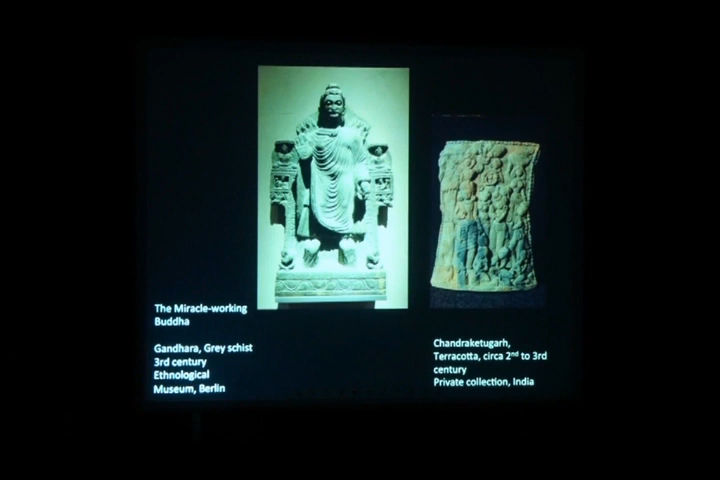 The Miracle-working
Buddha
Gandhara, Grey schist
3rd century
Ethnological
Museum, Berlin
Chandraketugarh,
Terracotta, circa 2nd to 3rd
century
Private collection, India